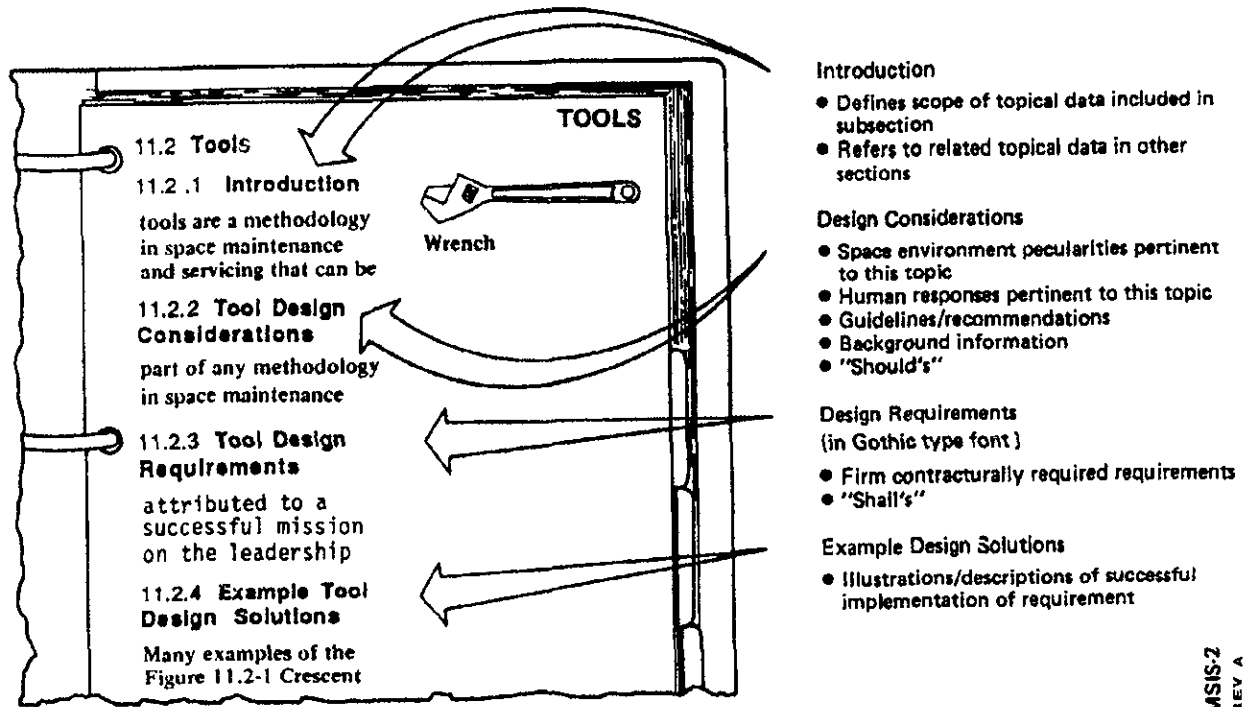 TOOLS
11.2 Tools
11.2.1 Introduction
tools are a methodology
in space maintenance
and servicing that can be
Wrench
11.2.2 Tool Design
Considerations
part of any methodology
in space maintenance
11.2.3 Tool Design
Requirements
attributed to a
successful mission
on the leadership
11.2.4 Example Tool
Design Solutions
Many examples of the
Figure 11.2-1 Crescent
Introduction
● Defines scope of topical data included in
subsection
● Refers to related topical data in other
sections
Design Considerations
● Space environment pecularities pertinent
to this topic
● Human responses pertinent to this topic
● Guidelines/recommendations
● Background information
● "Should's"
Design Requirements
(in Gothic type font)
● Firm contracturally required requirements
● "Shall's"
Example Design Solutions
● Illustrations/descriptions of successful
implementation of requirement
MSIS-2
REV A